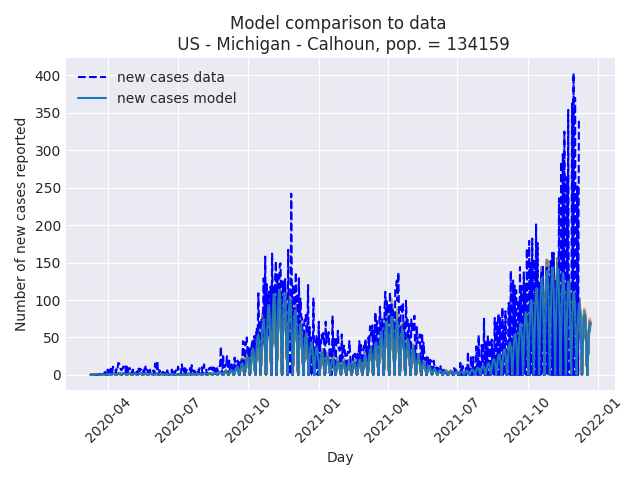 Model comparison to data
US - Michigan - Calhoun, pop. = 134159
new cases data
new cases model
Number of new cases reported
400
350
300
250
200
150
100
50
0
2020-04
2020-07
2020-10
2021-01
2021-04
2021-07
2021-10
2022-01
Day